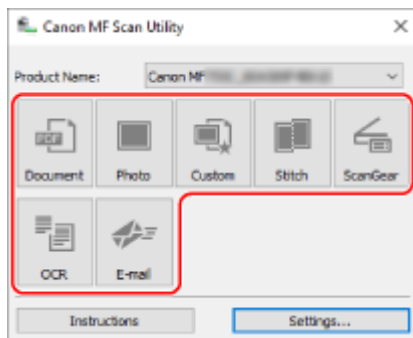 Canon MF Scan Utility
Product Name: Canon MF
PDF
Document Photo Custom Stitch ScanGear
OCR E-mail
Instructions Settings...